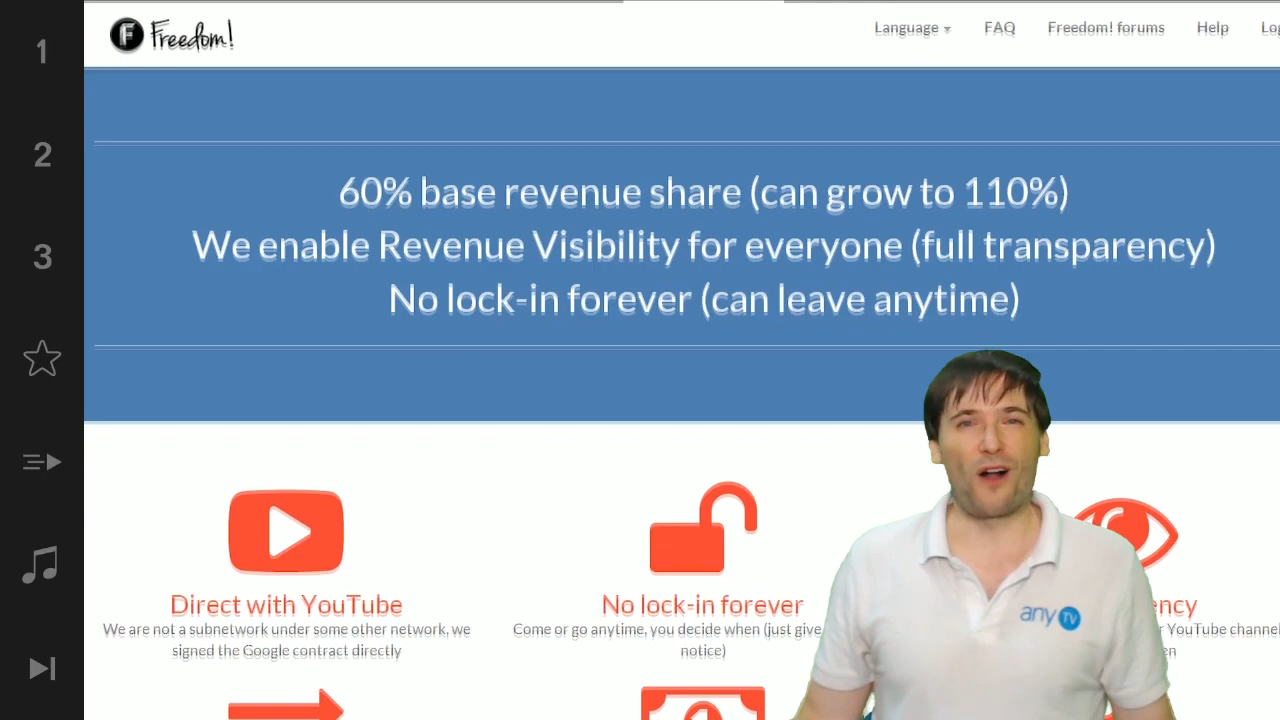 1
2
3
F Freedom!
Language FAQ Freedom! forums Help
60% base revenue share (can grow to 110%)
We enable Revenue Visibility for everyone (full transparency)
No lock-in forever (can leave anytime)
Direct with YouTube
We are not a subnetwork under some other network, we
signed the Google contract directly
No lock-in forever
Come or go anytime, you decide when (just give
notice)
YouTube
any TV